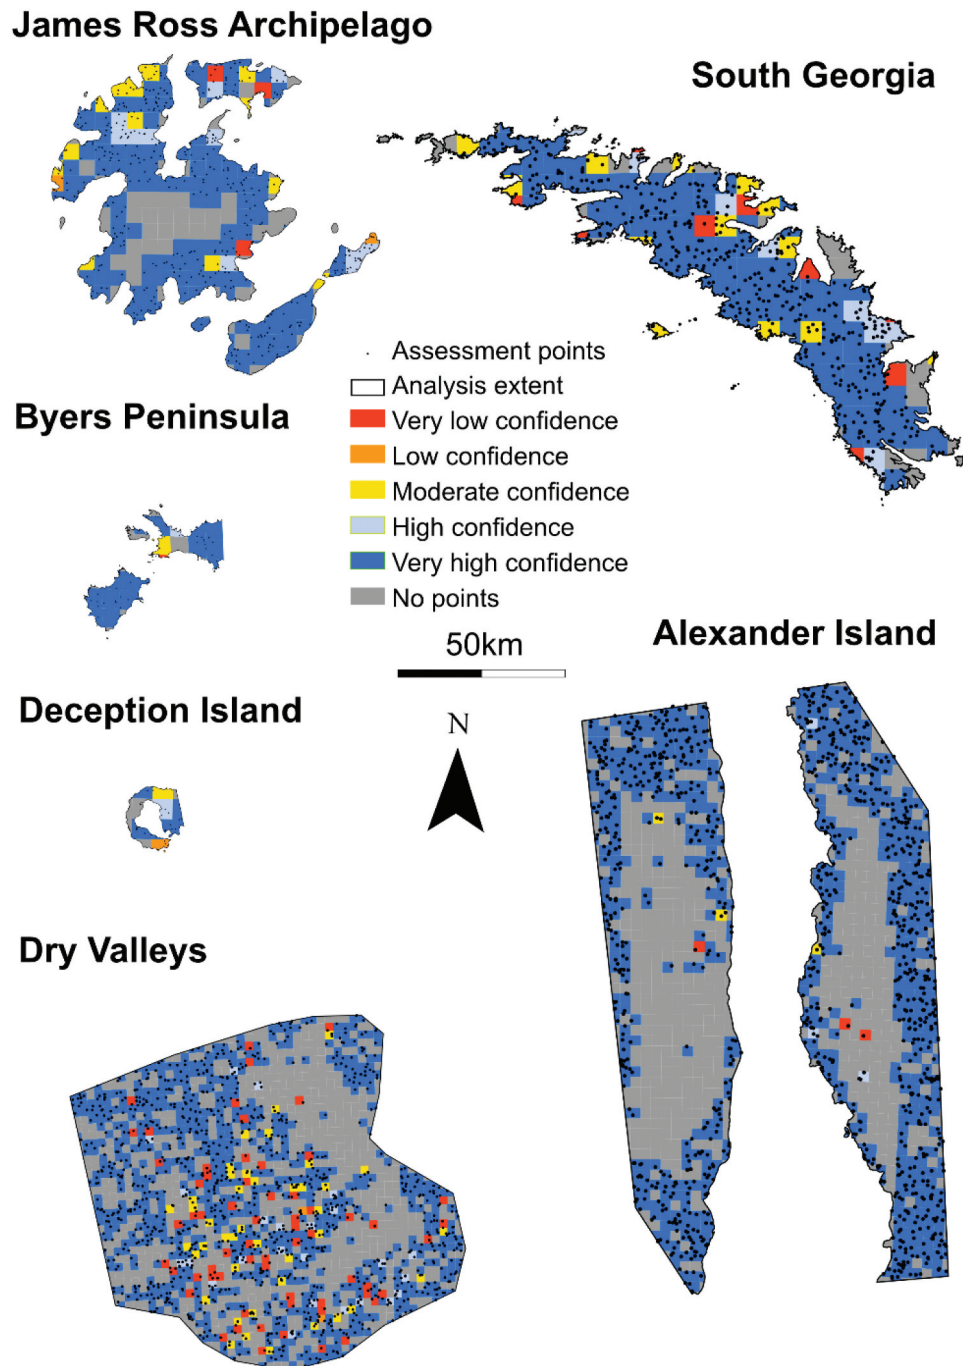 James Ross Archipelago
South Georgia
Assessment points
Analysis extent
Very low confidence
Low confidence
Moderate confidence
High confidence
Very high confidence
No points
Byers Peninsula
50km
Alexander Island
Deception Island
N
Dry Valleys